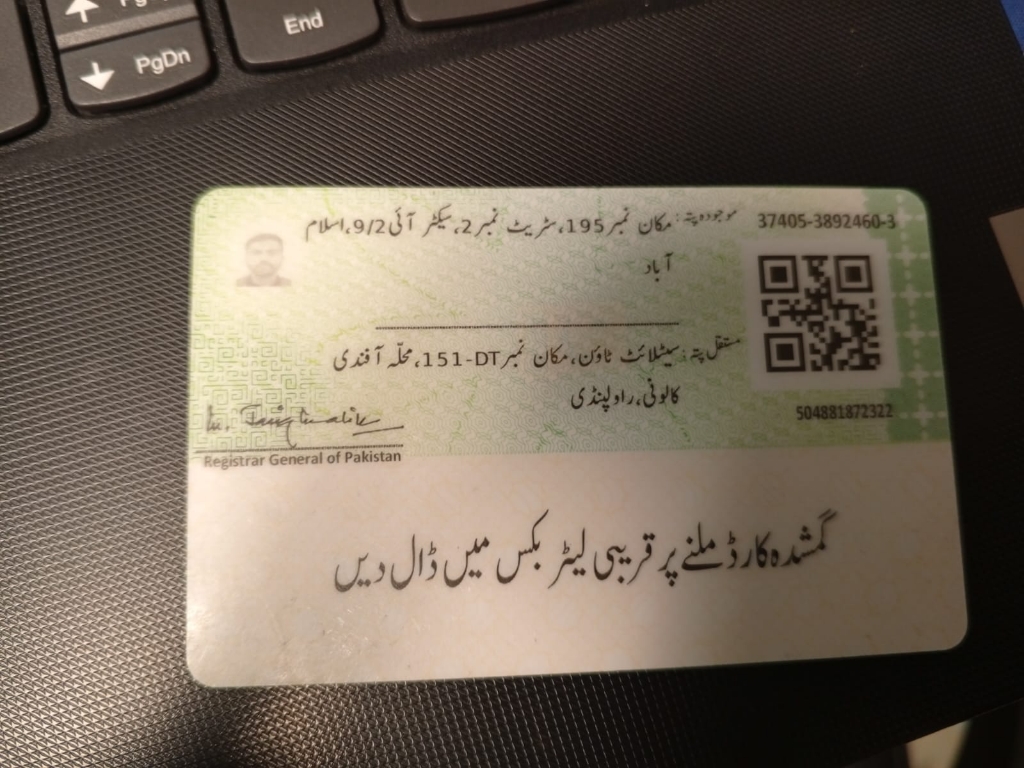 PgDn
End
موجودہ پتہ: مکان نمبر 195، سٹریٹ نمبر 2، سیکٹر آئی 9/2، اسلام
آباد
37405-3892460-3
مستقل پتہ: سیٹلائٹ ٹاؤن، مکان نمبر 151-DT، محلّہ آفندی
کالونی، راولپنڈی
504881872322
Registrar General of Pakistan
گمشدہ کارڈ ملنے پر قریبی لیٹر بکس میں ڈال دیں